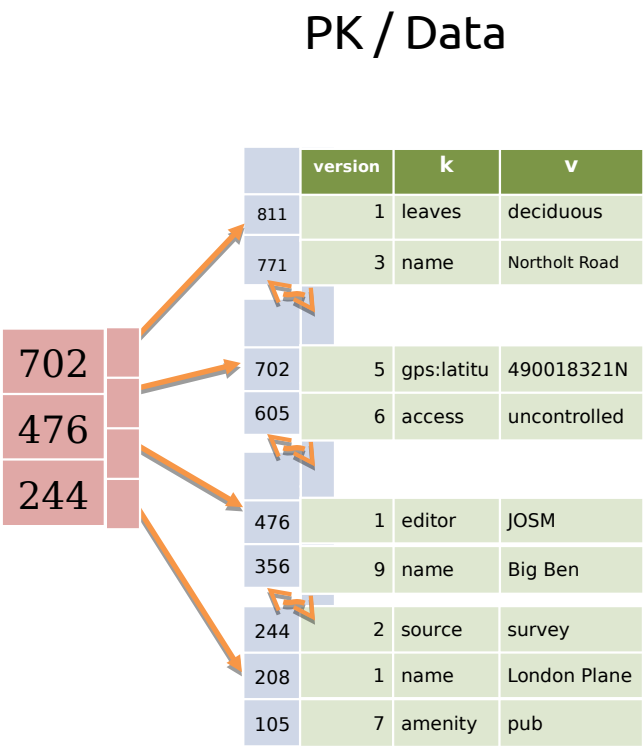 PK / Data
version k v
811 1 leaves deciduous
771 3 name Northolt Road
702
476
244
702 5 gps:latitu 490018321N
605 6 access uncontrolled
476 1 editor JOSM
356 9 name Big Ben
244 2 source survey
208 1 name London Plane
105 7 amenity pub